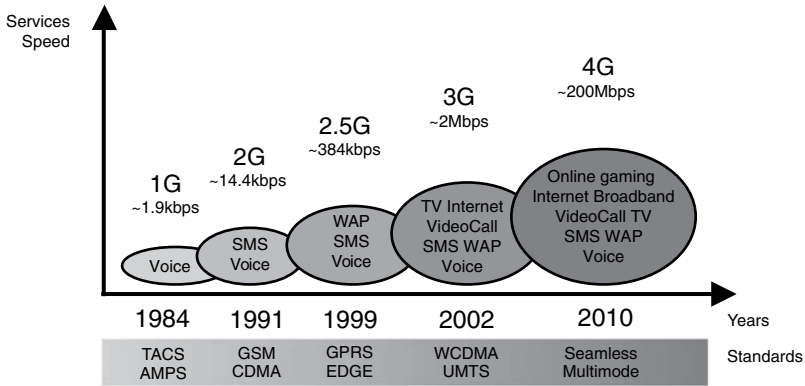 Services
Speed
4G
~200Mbps
3G
~2Mbps
2.5G
~384kbps
2G
~14.4kbps
1G
~1.9kbps
Voice
SMS
Voice
WAP
SMS
Voice
TV Internet
VideoCall
SMS WAP
Voice
Online gaming
Internet Broadband
VideoCall TV
SMS WAP
Voice
1984 1991 1999 2002 2010 Years
TACS
AMPS
GSM
CDMA
GPRS
EDGE
WCDMA
UMTS
Seamless
Multimode
Standards